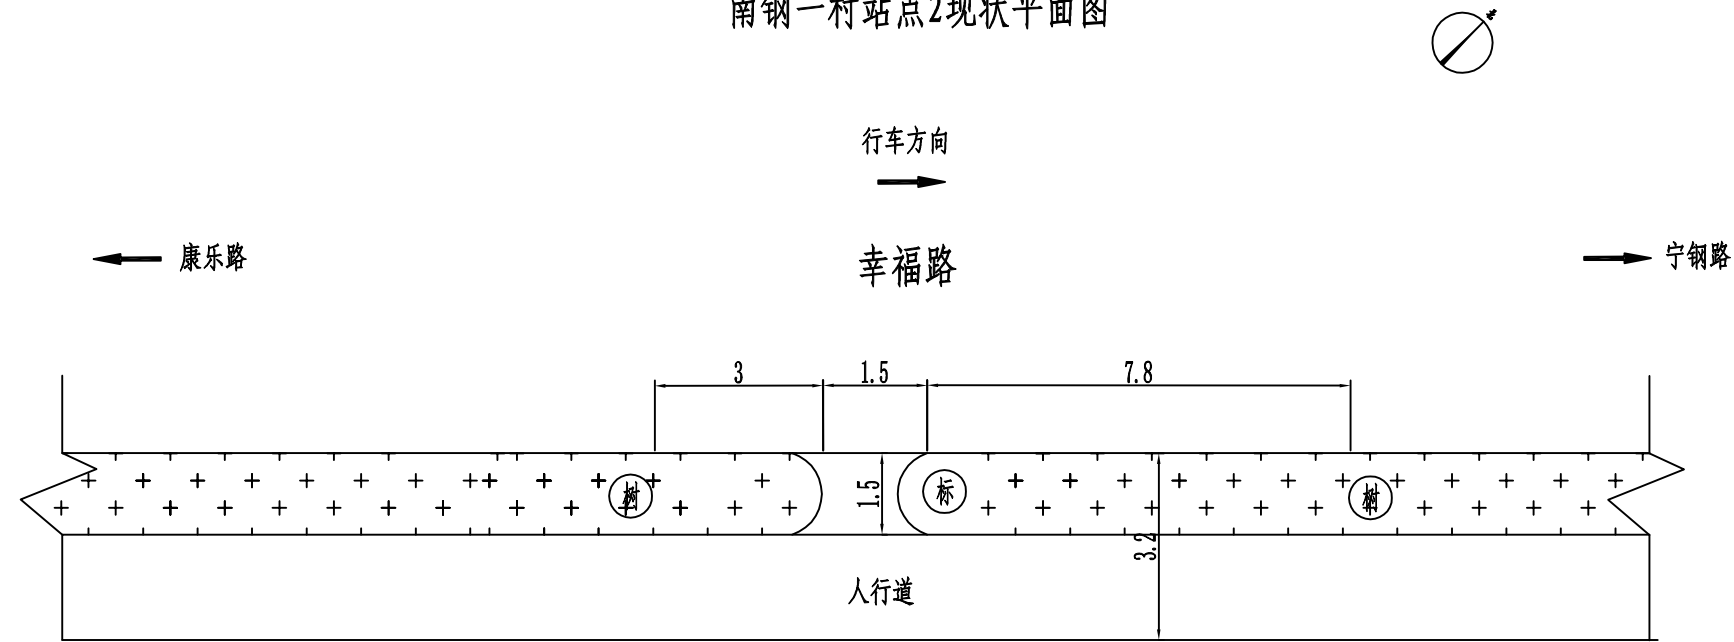 南钢一村站点2现状平面图
北
行车方向
康乐路
幸福路
宁钢路
3
1.5
7.8
树
1.5
标
树
3.2
人行道